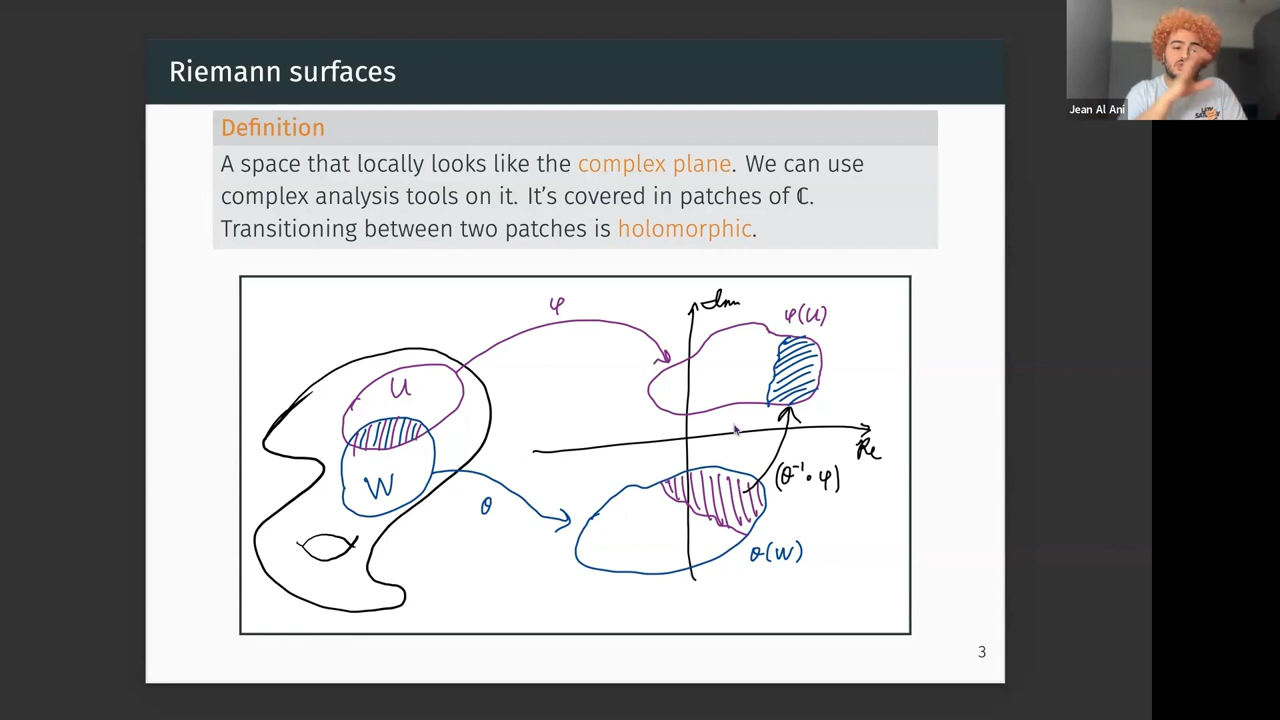 Riemann surfaces
Jean Al Ani
Definition
A space that locally looks like the complex plane. We can use
complex analysis tools on it. It's covered in patches of ℂ.
Transitioning between two patches is holomorphic.
φ
Im
φ(U)
U
Re
W
θ
(θ⁻¹∘φ)
θ(W)
3